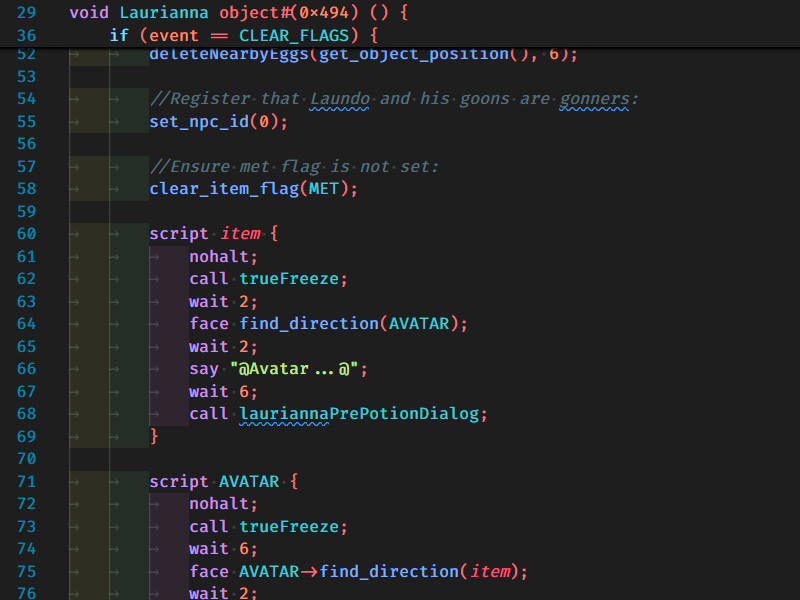 29 void Laurianna object#(0x494) () {
36 if (event == CLEAR_FLAGS) {
52 deleteNearbyEggs(get_object_position(), 6);
53
54 //Register that Laundo and his goons are gonners:
55 set_npc_id(0);
56
57 //Ensure met flag is not set:
58 clear_item_flag(MET);
59
60 script item {
61 nohalt;
62 call trueFreeze;
63 wait 2;
64 face find_direction(AVATAR);
65 wait 2;
66 say "@Avatar...@";
67 wait 6;
68 call lauriannaPrePotionDialog;
69 }
70
71 script AVATAR {
72 nohalt;
73 call trueFreeze;
74 wait 6;
75 face AVATAR->find_direction(item);
76 wait 2;